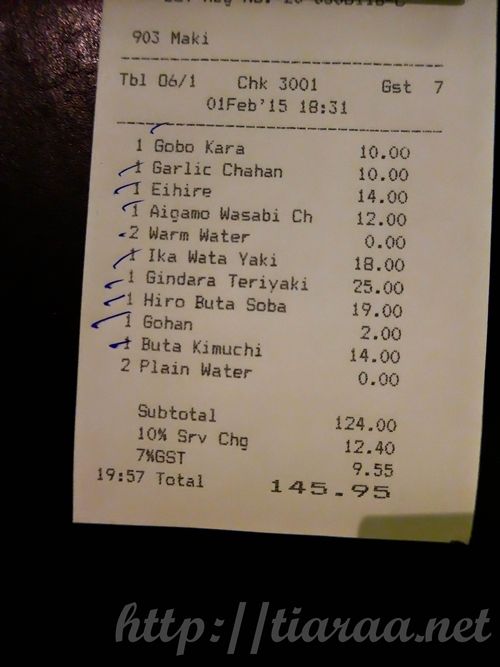 903 Maki
Tbl 06/1 Chk 3001 Gst 7
01Feb'15 18:31
1 Gobo Kara 10.00
1 Garlic Chahan 10.00
1 Eihire 14.00
1 Aigamo Wasabi Ch 12.00
2 Warm Water 0.00
1 Ika Wata Yaki 18.00
1 Gindara Teriyaki 25.00
1 Hiro Buta Soba 19.00
1 Gohan 2.00
1 Buta Kimuchi 14.00
2 Plain Water 0.00
Subtotal 124.00
10% Srv Chg 12.40
7%GST 9.55
19:57 Total 145.95
http://tiaraa.net